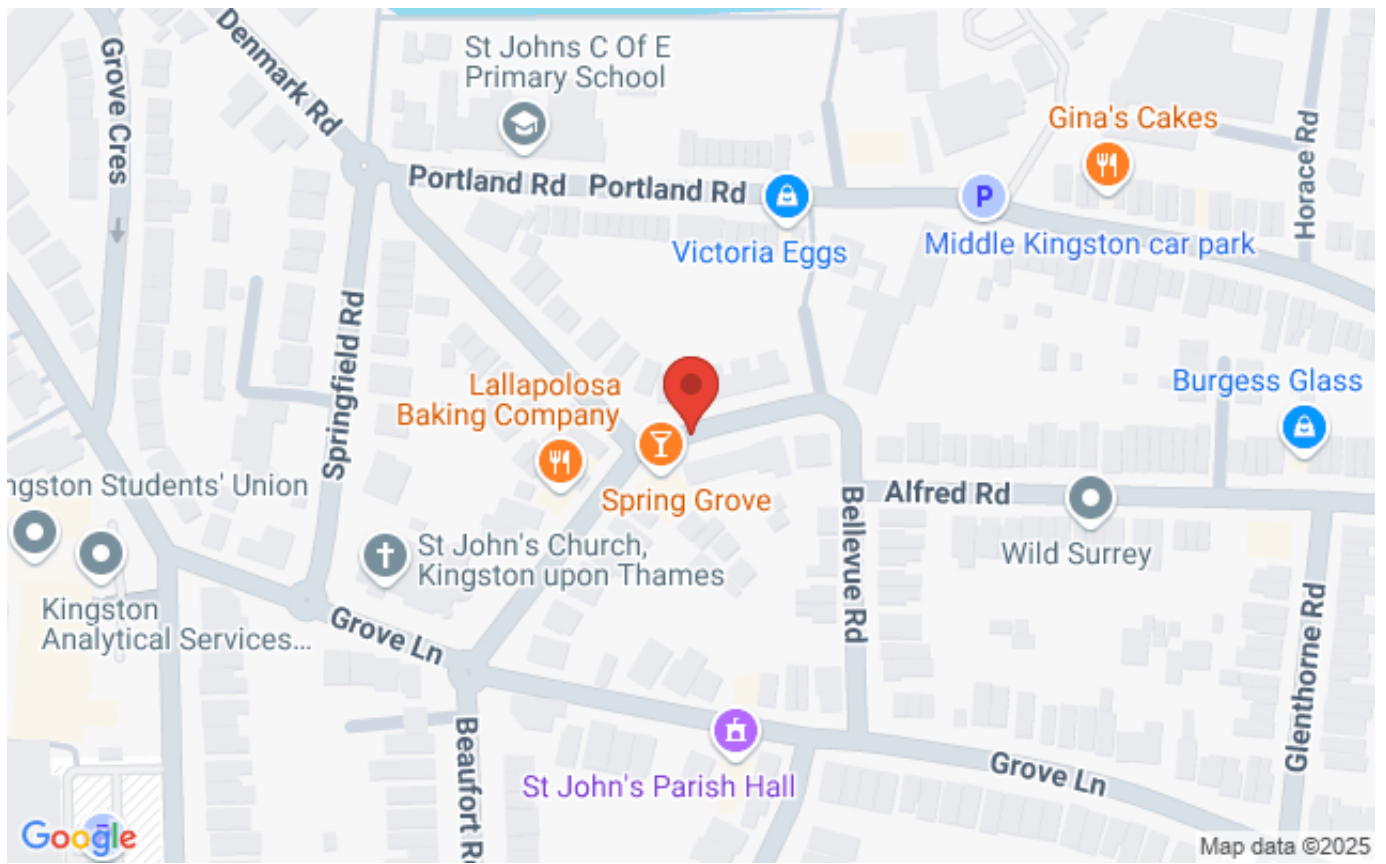 Grove Cres
Denmark Rd
St Johns C Of E
Primary School
Gina's Cakes
Horace Rd
Portland Rd
Portland Rd
P
Victoria Eggs
Middle Kingston car park
Springfield Rd
Lallapolosa
Baking Company
Burgess Glass
Spring Grove
ngston Students' Union
Alfred Rd
Bellevue Rd
St John's Church,
Kingston upon Thames
Wild Surrey
Kingston
Analytical Services...
Grove Ln
Glenthorne Rd
Beaufort Rd
St John's Parish Hall
Grove Ln
Google
Map data ©2025